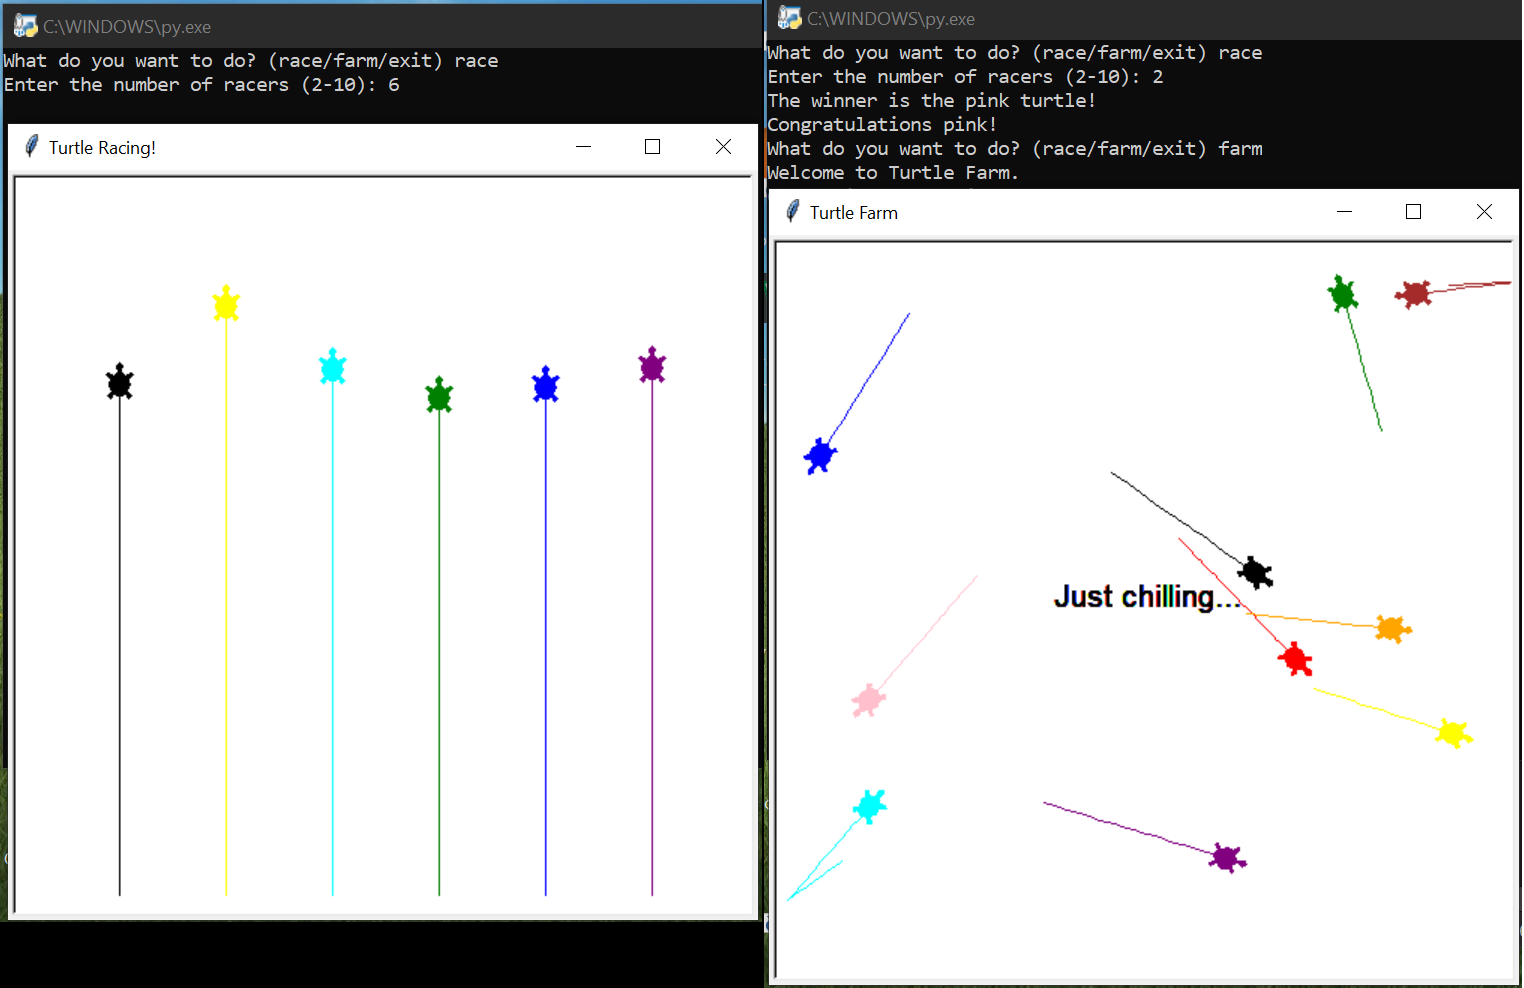 C:\WINDOWS\py.exe
What do you want to do? (race/farm/exit) race
Enter the number of racers (2-10): 6
Turtle Racing!
C:\WINDOWS\py.exe
What do you want to do? (race/farm/exit) race
Enter the number of racers (2-10): 2
The winner is the pink turtle!
Congratulations pink!
What do you want to do? (race/farm/exit) farm
Welcome to Turtle Farm.
Turtle Farm
Just chilling...